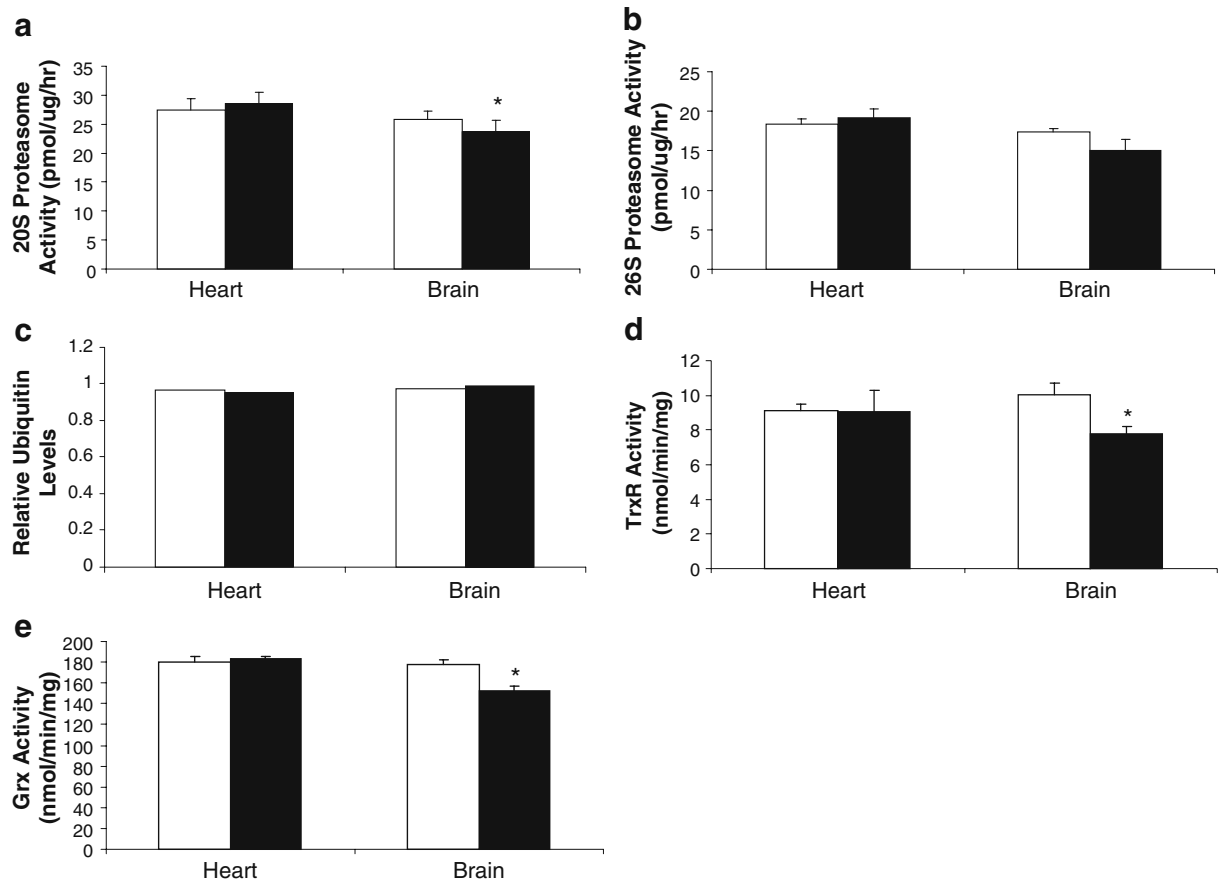 a
20S Proteasome
Activity (pmol/ug/hr)
35
30
25
20
15
10
5
0
*
Heart
Brain
b
26S Proteasome Activity
(pmol/ug/hr)
25
20
15
10
5
0
Heart
Brain
c
Relative Ubiquitin
Levels
1.2
1
0.8
0.6
0.4
0.2
0
Heart
Brain
d
TrxR Activity
(nmol/min/mg)
12
10
8
6
4
2
0
*
Heart
Brain
e
Grx Activity
(nmol/min/mg)
200
180
160
140
120
100
80
60
40
20
0
*
Heart
Brain